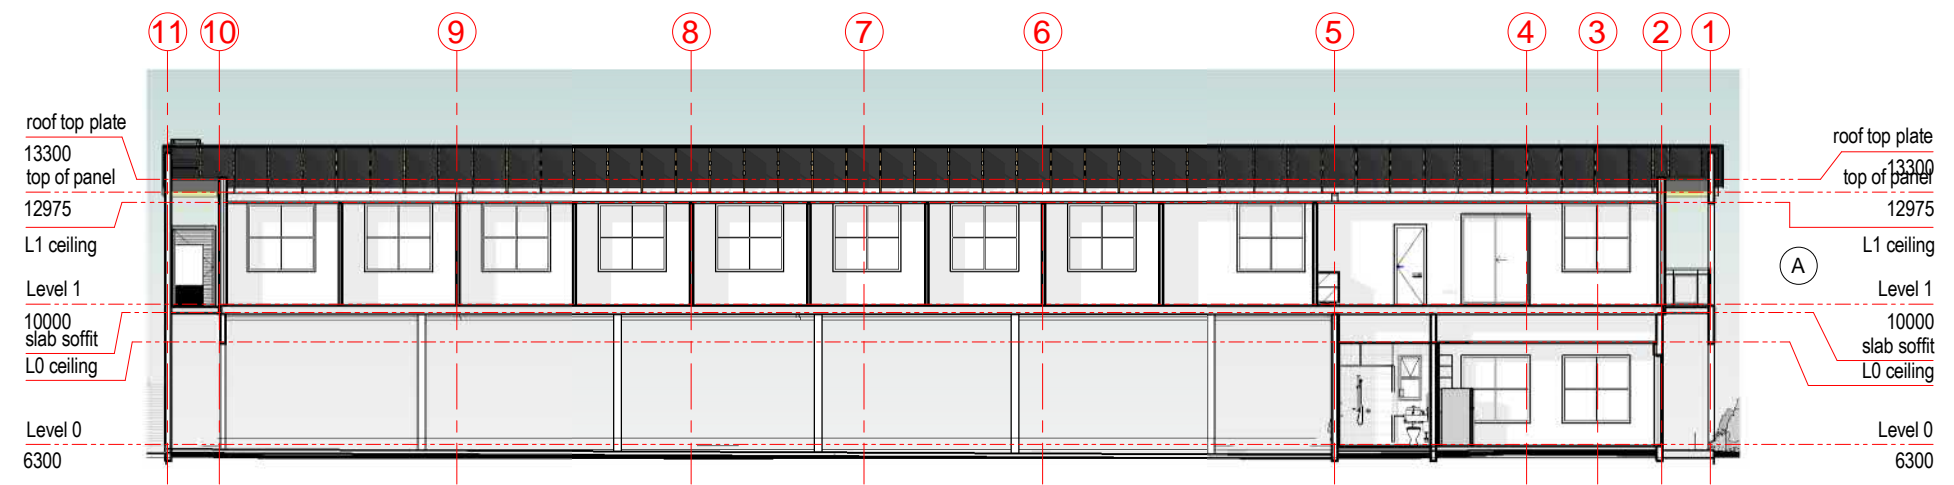 11 10 9 8 7 6 5 4 3 2 1
roof top plate
13300
top of panel
12975
L1 ceiling
Level 1
10000
slab soffit
L0 ceiling
Level 0
6300
roof top plate
13300
top of panel
12975
L1 ceiling
A
Level 1
10000
slab soffit
L0 ceiling
Level 0
6300